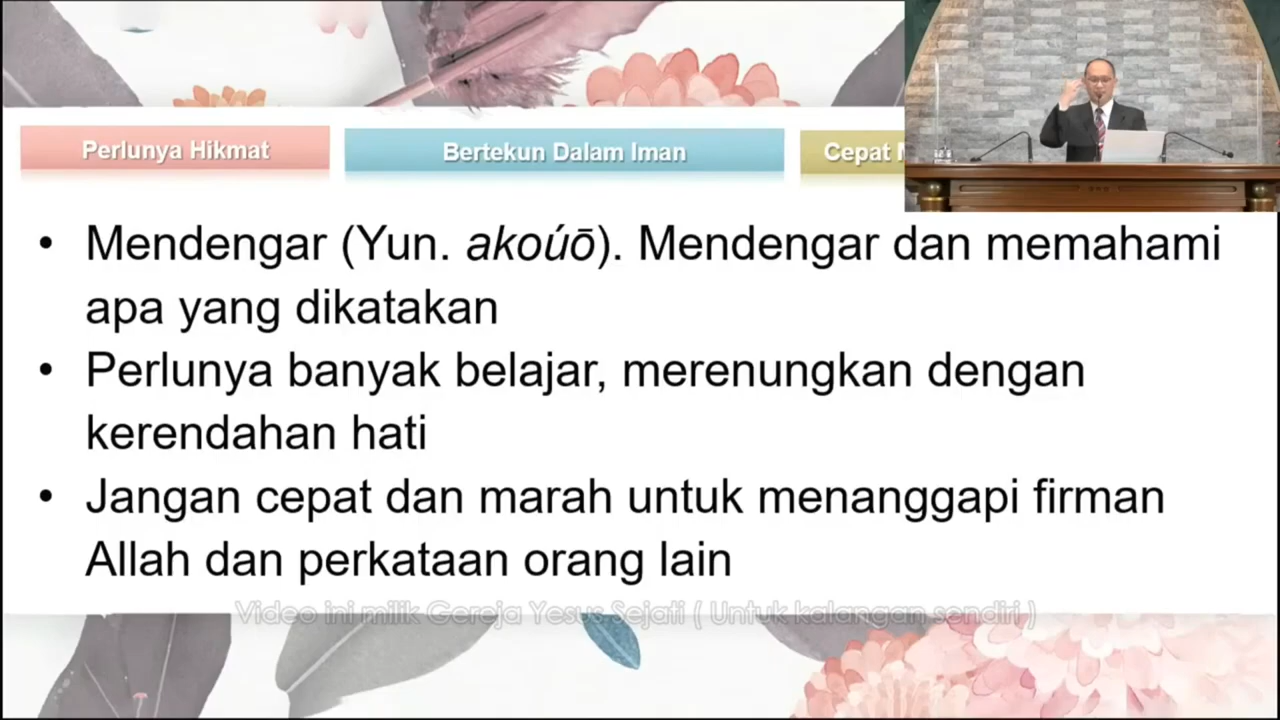 Perlunya Hikmat
Bertekun Dalam Iman
Cepat
• Mendengar (Yun. akoúō). Mendengar dan memahami
apa yang dikatakan
• Perlunya banyak belajar, merenungkan dengan
kerendahan hati
• Jangan cepat dan marah untuk menanggapi firman
Allah dan perkataan orang lain
Video ini milik Gereja Yesus Sejati ( Untuk kalangan sendiri )